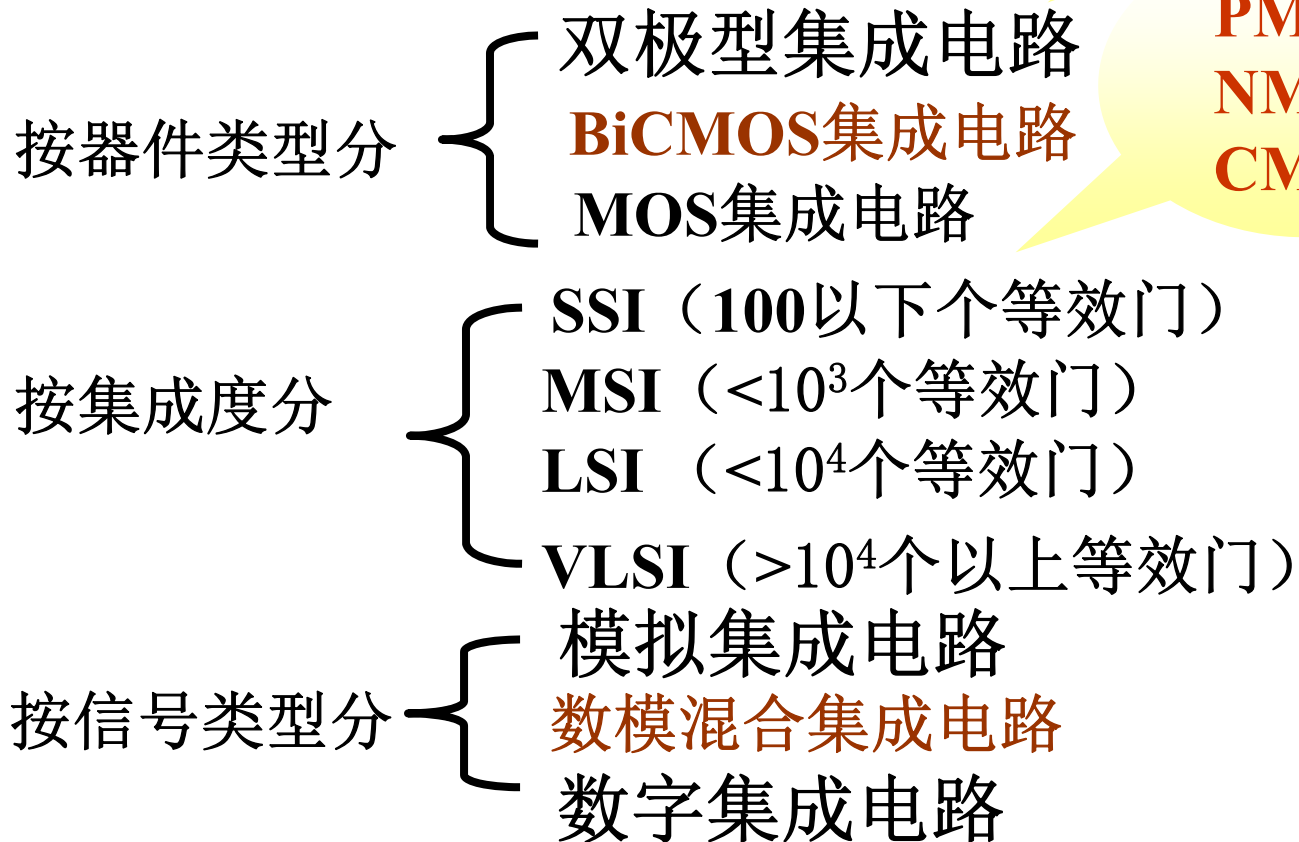 双极型集成电路
按器件类型分
BiCMOS集成电路
MOS集成电路
PM
NM
CM
SSI（100以下个等效门）
按集成度分
MSI（<10³个等效门）
LSI （<10⁴个等效门）
VLSI（>10⁴个以上等效门）
模拟集成电路
按信号类型分
数模混合集成电路
数字集成电路